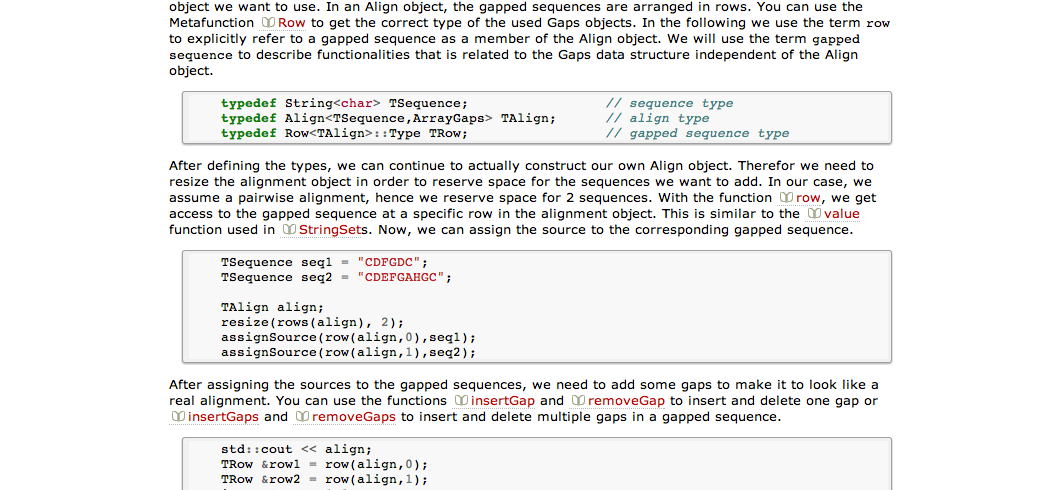 object we want to use. In an Align object, the gapped sequences are arranged in rows. You can use the
Metafunction Row to get the correct type of the used Gaps objects. In the following we use the term row
to explicitly refer to a gapped sequence as a member of the Align object. We will use the term gapped
sequence to describe functionalities that is related to the Gaps data structure independent of the Align
object.
typedef String<char> TSequence; // sequence type
typedef Align<TSequence,ArrayGaps> TAlign; // align type
typedef Row<TAlign>::Type TRow; // gapped sequence type
After defining the types, we can continue to actually construct our own Align object. Therefor we need to
resize the alignment object in order to reserve space for the sequences we want to add. In our case, we
assume a pairwise alignment, hence we reserve space for 2 sequences. With the function row, we get
access to the gapped sequence at a specific row in the alignment object. This is similar to the value
function used in StringSets. Now, we can assign the source to the corresponding gapped sequence.
TSequence seq1 = "CDFGDC";
TSequence seq2 = "CDEFGAHGC";
TAlign align;
resize(rows(align), 2);
assignSource(row(align,0),seq1);
assignSource(row(align,1),seq2);
After assigning the sources to the gapped sequences, we need to add some gaps to make it to look like a
real alignment. You can use the functions insertGap and removeGap to insert and delete one gap or
insertGaps and removeGaps to insert and delete multiple gaps in a gapped sequence.
std::cout << align;
TRow &row1 = row(align,0);
TRow &row2 = row(align,1);